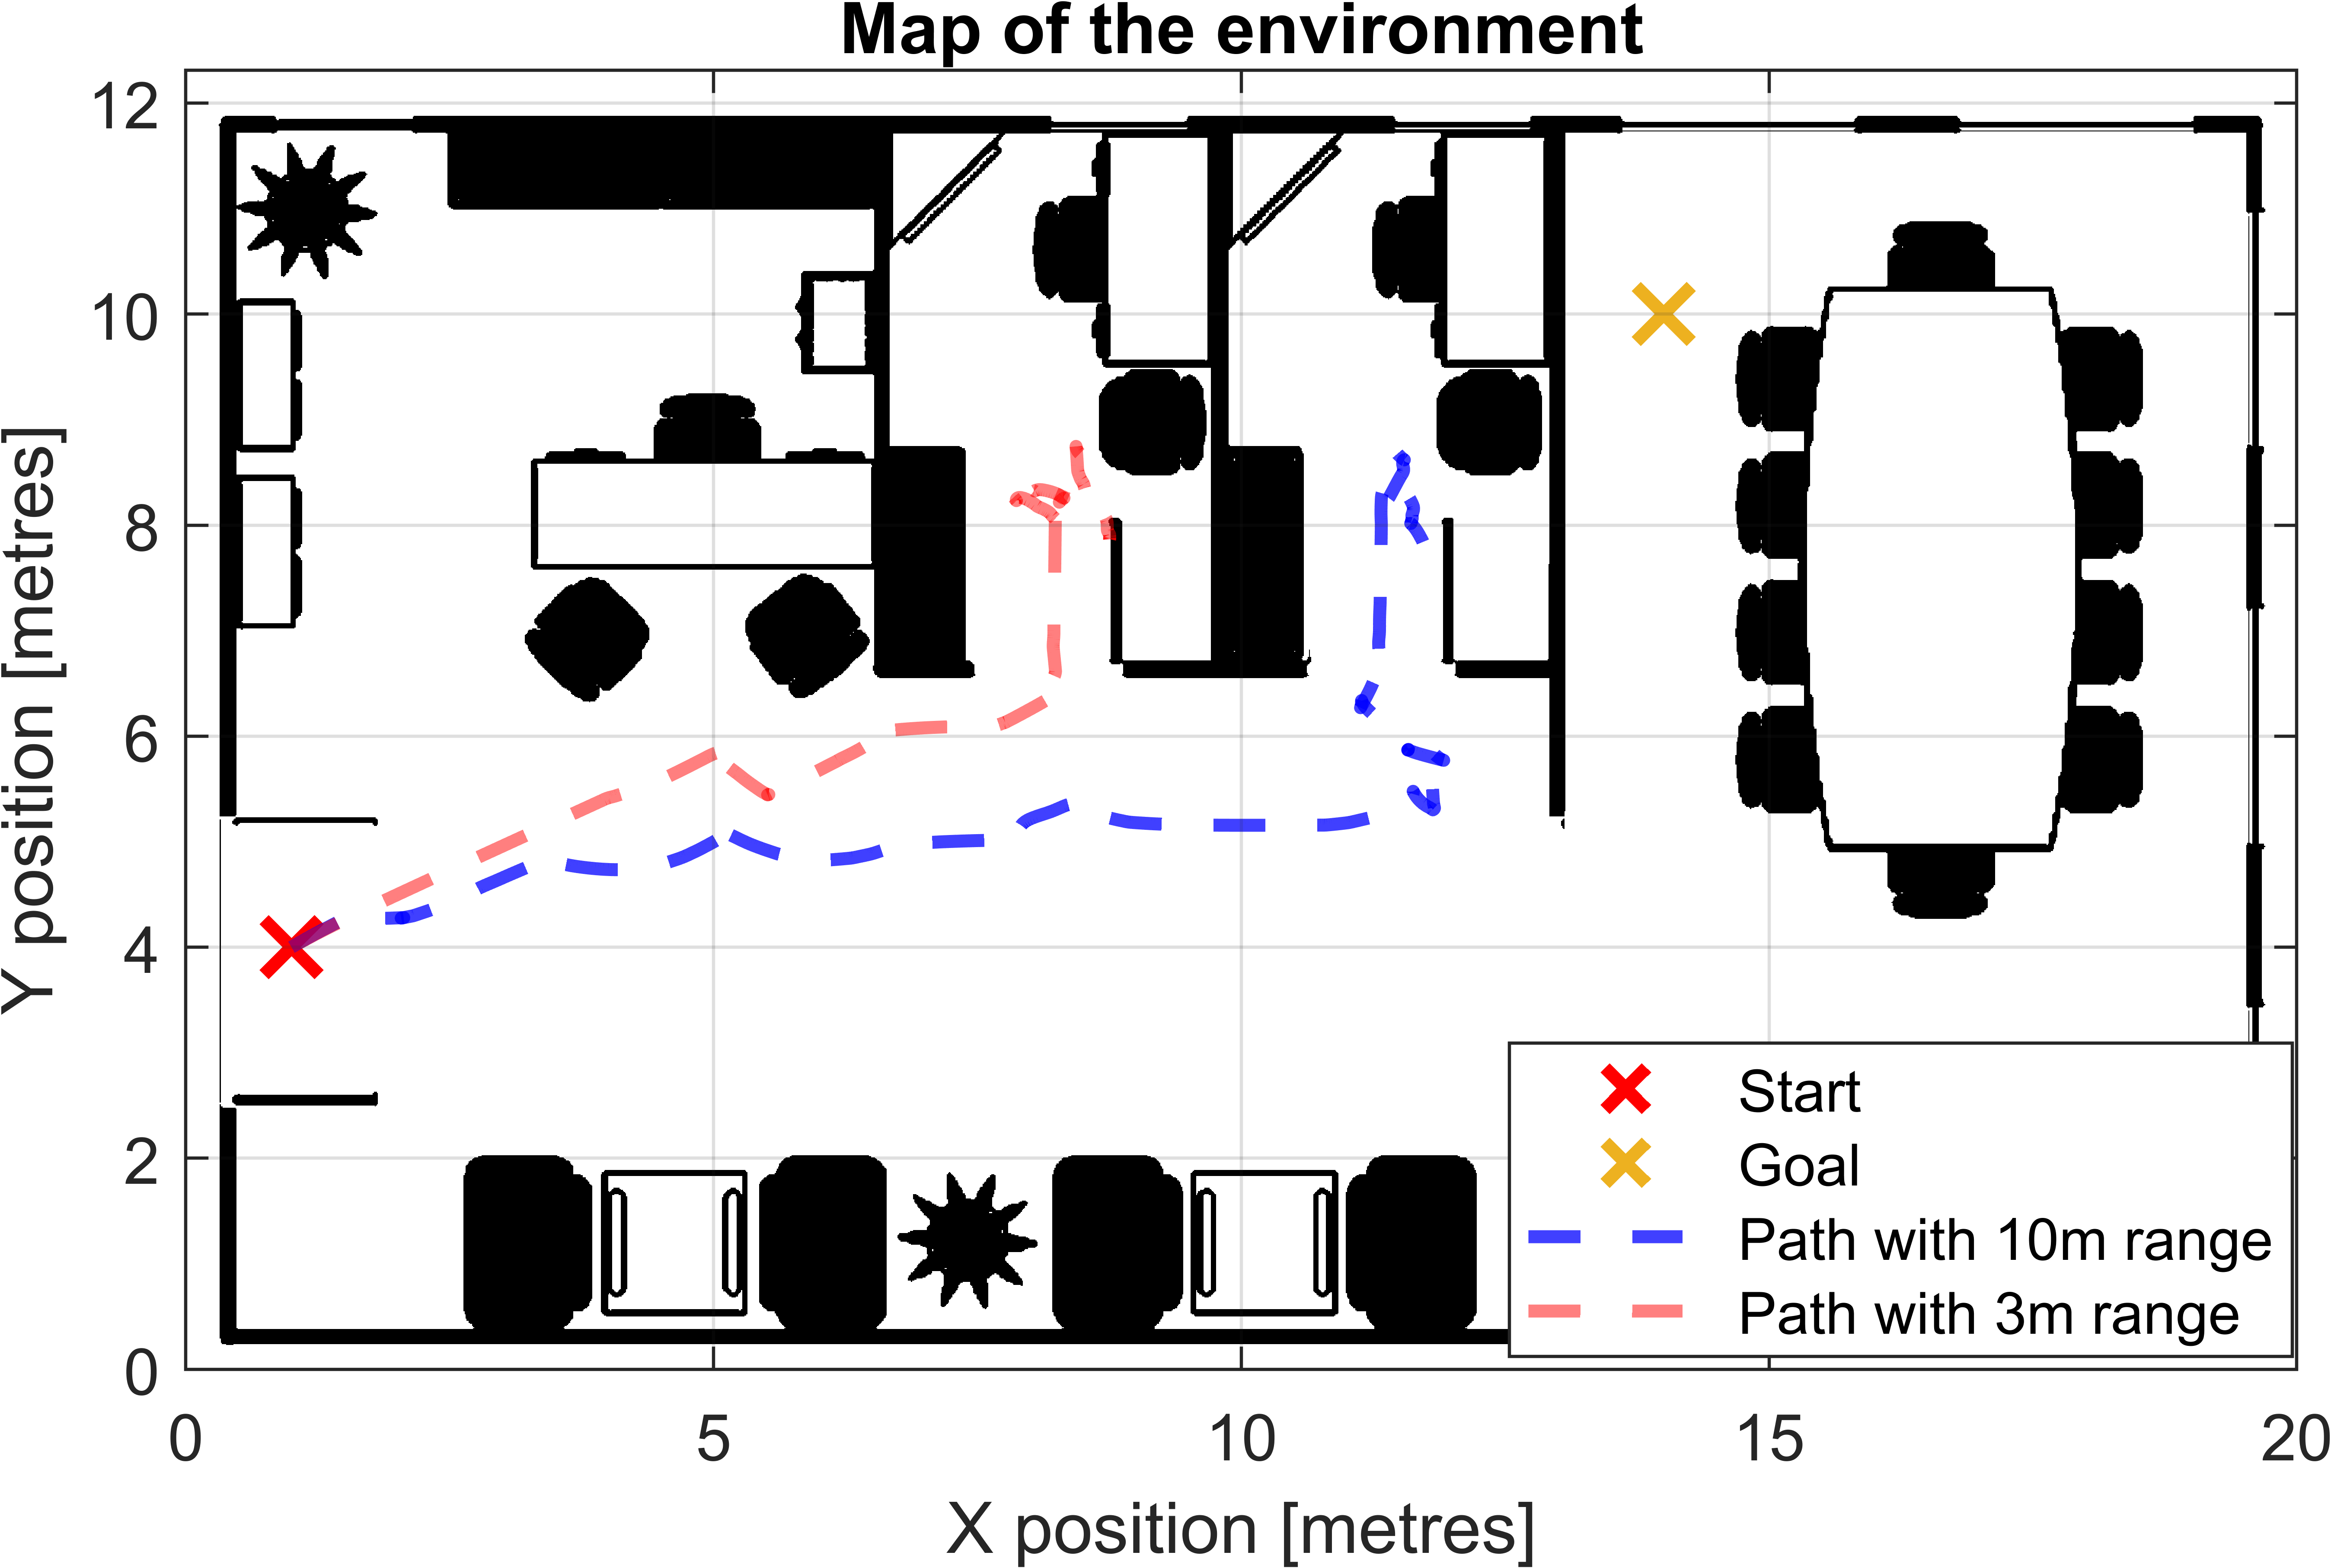 Map of the environment
12
10
8
6
4
2
0
Y position [metres]
0 5 10 15 20
X position [metres]
Start
Goal
Path with 10m range
Path with 3m range